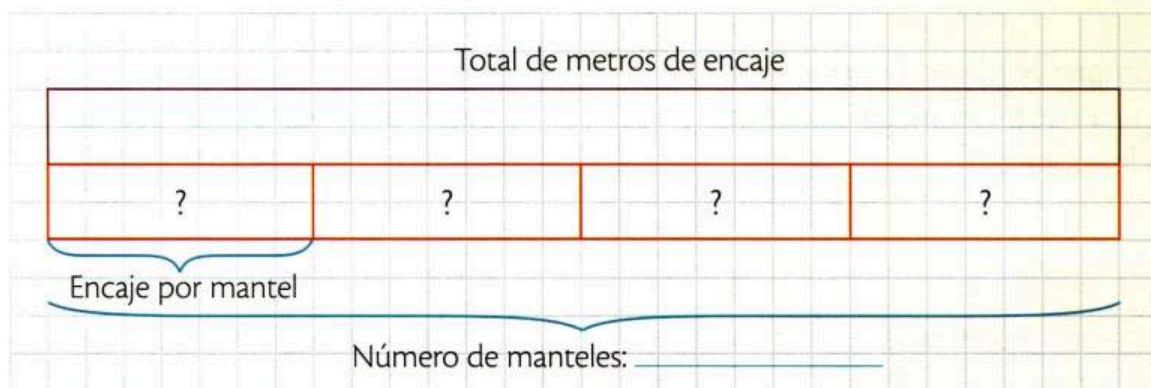 Total de metros de encaje
? ? ? ?
Encaje por mantel
Número de manteles: